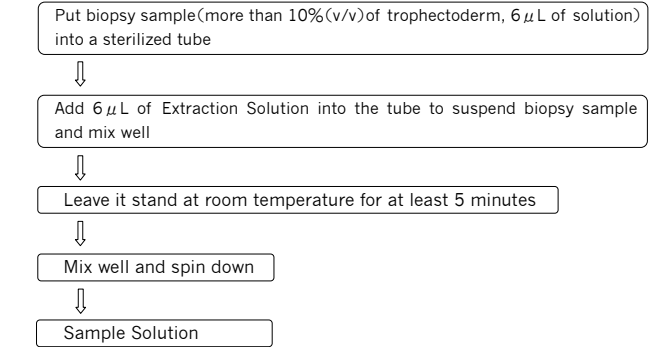 Put biopsy sample(more than 10%(v/v)of trophectoderm, 6μL of solution)
into a sterilized tube
Add 6μL of Extraction Solution into the tube to suspend biopsy sample
and mix well
Leave it stand at room temperature for at least 5 minutes
Mix well and spin down
Sample Solution